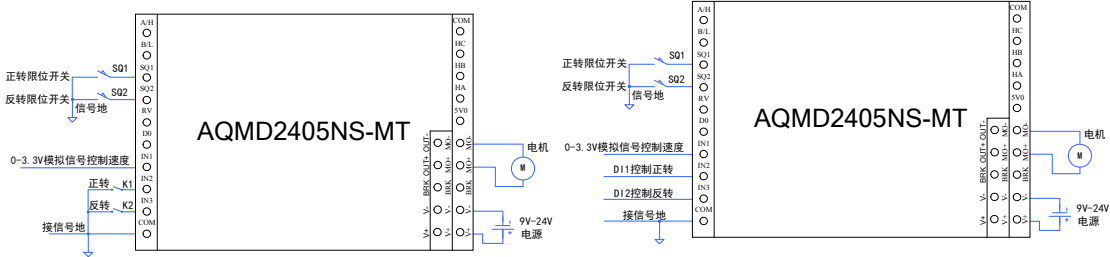 A/H
B/L
SQ1
SQ2
RV
D0
IN1
IN2
IN3
COM
正转限位开关
SQ1
反转限位开关
SQ2
信号地
0-3.3V模拟信号控制速度
正转
K1
反转
K2
接信号地
AQMD2405NS-MT
COM
HC
HB
HA
5V0
OUT-
OUT+
BRK
V-
V+
MO-
MO+
BRK
V-
V+
电机
M
9V-24V
电源
A/H
B/L
SQ1
SQ2
RV
D0
IN1
IN2
IN3
COM
正转限位开关
SQ1
反转限位开关
SQ2
信号地
0-3.3V模拟信号控制速度
DI1控制正转
DI2控制反转
接信号地
AQMD2405NS-MT
COM
HC
HB
HA
5V0
OUT-
OUT+
BRK
V-
V+
MO-
MO+
BRK
V-
V+
电机
M
9V-24V
电源